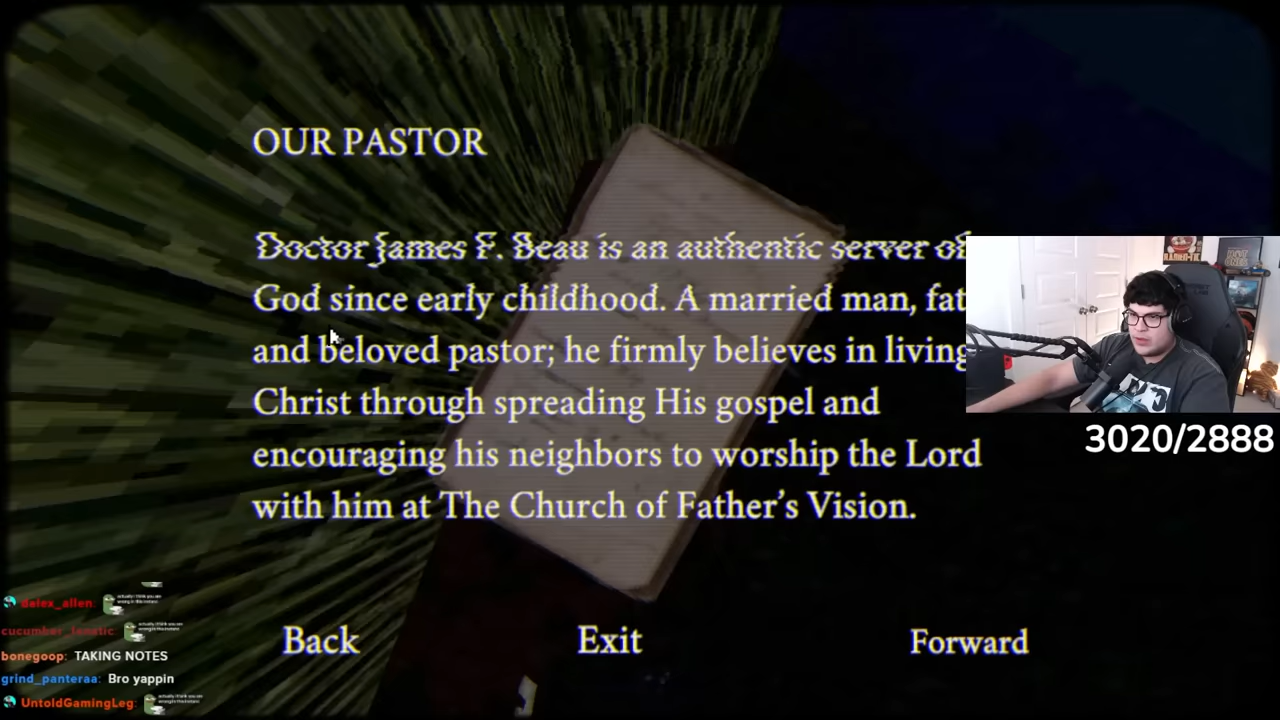 OUR PASTOR
Doctor James F. Beau is an authentic server of
God since early childhood. A married man, fat
and beloved pastor; he firmly believes in living
Christ through spreading His gospel and
encouraging his neighbors to worship the Lord
with him at The Church of Father's Vision.
Back Exit Forward
3020/2888
dalex_allen:
cucumber_lunatic:
bonegoop: TAKING NOTES
grind_panteraa: Bro yappin
UntoldGamingLeg: